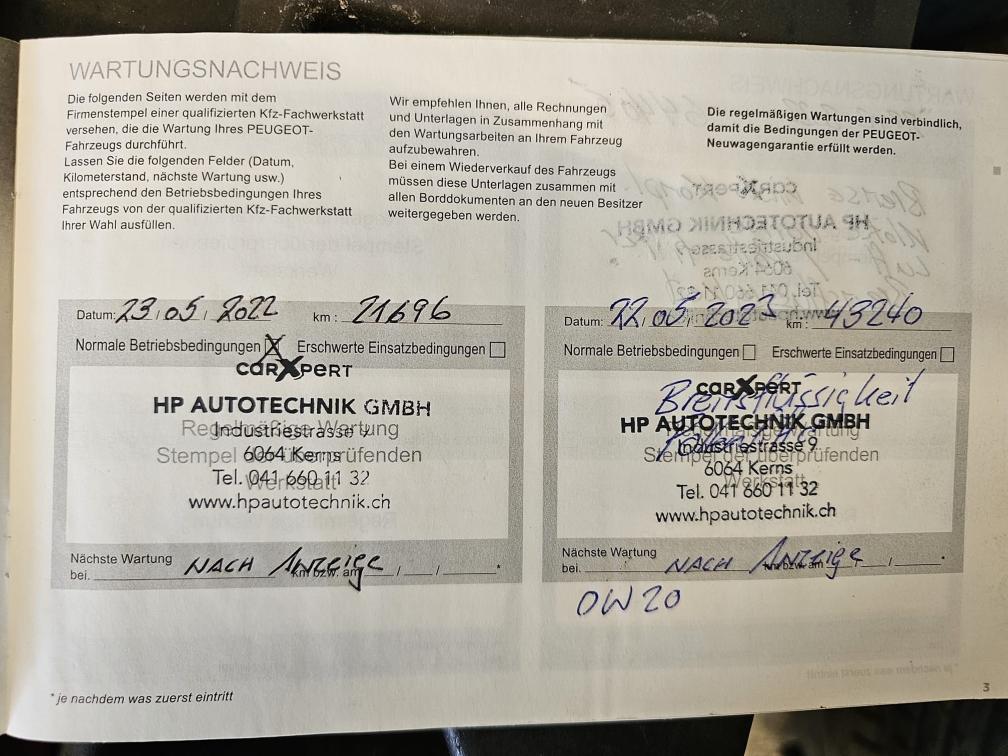 WARTUNGSNACHWEIS
Die folgenden Seiten werden mit dem
Firmenstempel einer qualifizierten Kfz-Fachwerkstatt
versehen, die die Wartung Ihres PEUGEOT-
Fahrzeugs durchführt.
Lassen Sie die folgenden Felder (Datum,
Kilometerstand, nächste Wartung usw.)
entsprechend den Betriebsbedingungen Ihres
Fahrzeugs von der qualifizierten Kfz-Fachwerkstatt
Ihrer Wahl ausfüllen.
Wir empfehlen Ihnen, alle Rechnungen
und Unterlagen in Zusammenhang mit
den Wartungsarbeiten an Ihrem Fahrzeug
aufzubewahren.
Bei einem Wiederverkauf des Fahrzeugs
müssen diese Unterlagen zusammen mit
allen Borddokumenten an den neuen Besitzer
weitergegeben werden.
Die regelmäßigen Wartungen sind verbindlich,
damit die Bedingungen der PEUGEOT-
Neuwagengarantie erfüllt werden.
Datum: 23/05/2022 km: 21696
Normale Betriebsbedingungen X Erschwerte Einsatzbedingungen
carXpert
HP AUTOTECHNIK GMBH
Regelmäßige Wartung
Industriestrasse 9
Stempel der überprüfenden
6064 Kerns
Werkstatt
Tel. 041 660 11 32
www.hpautotechnik.ch
Nächste Wartung
bei. NACH Anzeige km bzw. am / / *
Datum: 22/05/2023 km: 43240
Normale Betriebsbedingungen Erschwerte Einsatzbedingungen
carXpert
Bremsflüssigkeit
HP AUTOTECHNIK GMBH
Regelmäßige Wartung
Industriestrasse 9
Stempel der überprüfenden
6064 Kerns
Werkstatt
Tel. 041 660 11 32
www.hpautotechnik.ch
Nächste Wartung
bei. NACH Anzeige km bzw. am / *
OW20
* je nachdem was zuerst eintritt
3